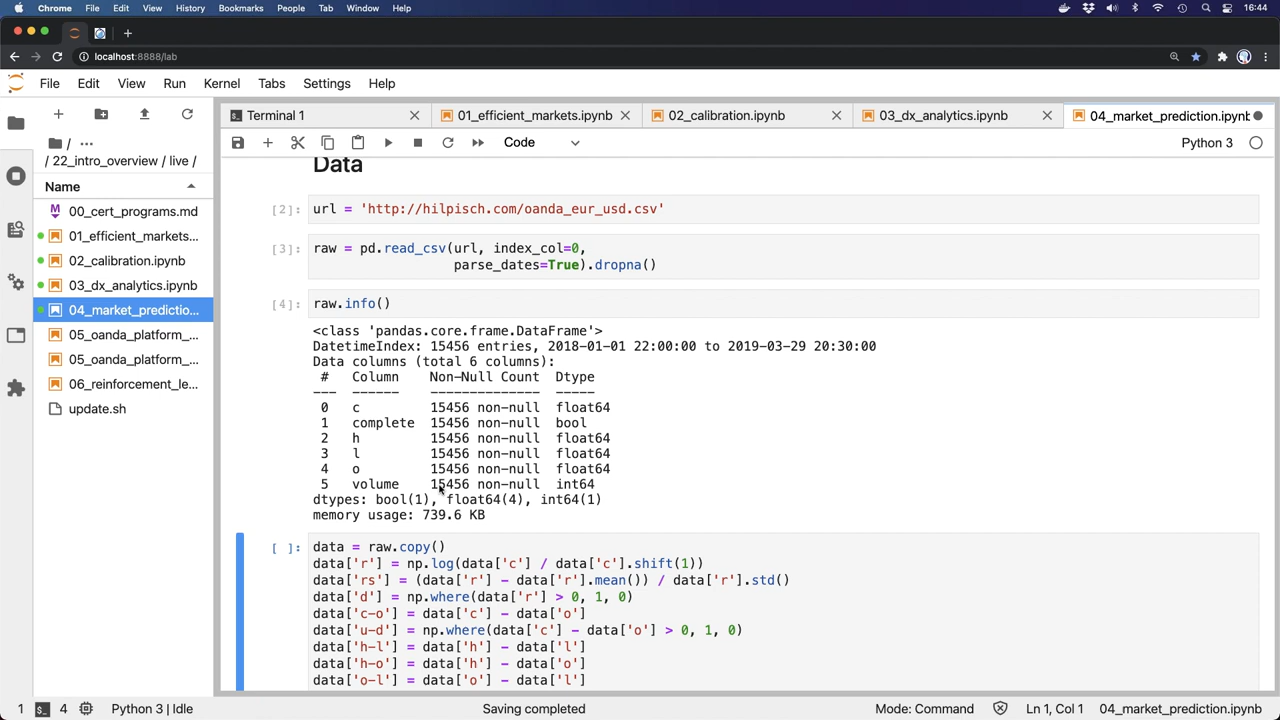 Chrome File Edit View History Bookmarks People Tab Window Help 16:44
localhost:8888/lab
File Edit View Run Kernel Tabs Settings Help
Terminal 1 01_efficient_markets.ipynb 02_calibration.ipynb 03_dx_analytics.ipynb 04_market_prediction.ipynb
/ ...
/ 22_intro_overview / live /
Code Python 3
Name
00_cert_programs.md
01_efficient_markets...
02_calibration.ipynb
03_dx_analytics.ipynb
04_market_predictio...
05_oanda_platform_...
05_oanda_platform_...
06_reinforcement_le...
update.sh
Data
[2]: url = 'http://hilpisch.com/oanda_eur_usd.csv'
[3]: raw = pd.read_csv(url, index_col=0,
parse_dates=True).dropna()
[4]: raw.info()
<class 'pandas.core.frame.DataFrame'>
DatetimeIndex: 15456 entries, 2018-01-01 22:00:00 to 2019-03-29 20:30:00
Data columns (total 6 columns):
# Column Non-Null Count Dtype
--- ------ -------------- -----
0 c 15456 non-null float64
1 complete 15456 non-null bool
2 h 15456 non-null float64
3 l 15456 non-null float64
4 o 15456 non-null float64
5 volume 15456 non-null int64
dtypes: bool(1), float64(4), int64(1)
memory usage: 739.6 KB
[ ]: data = raw.copy()
data['r'] = np.log(data['c'] / data['c'].shift(1))
data['rs'] = (data['r'] - data['r'].mean()) / data['r'].std()
data['d'] = np.where(data['r'] > 0, 1, 0)
data['c-o'] = data['c'] - data['o']
data['u-d'] = np.where(data['c'] - data['o'] > 0, 1, 0)
data['h-l'] = data['h'] - data['l']
data['h-o'] = data['h'] - data['o']
data['o-l'] = data['o'] - data['l']
1 4 Python 3 | Idle Saving completed Mode: Command Ln 1, Col 1 04_market_prediction.ipynb